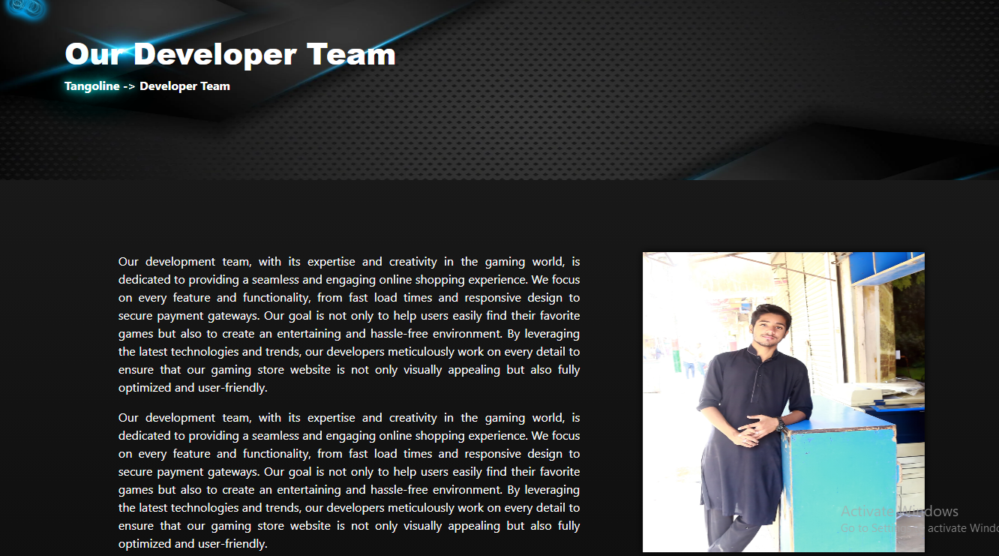 Our Developer Team
Tangoline -> Developer Team
Our development team, with its expertise and creativity in the gaming world, is
dedicated to providing a seamless and engaging online shopping experience. We focus
on every feature and functionality, from fast load times and responsive design to
secure payment gateways. Our goal is not only to help users easily find their favorite
games but also to create an entertaining and hassle-free environment. By leveraging
the latest technologies and trends, our developers meticulously work on every detail to
ensure that our gaming store website is not only visually appealing but also fully
optimized and user-friendly.
Our development team, with its expertise and creativity in the gaming world, is
dedicated to providing a seamless and engaging online shopping experience. We focus
on every feature and functionality, from fast load times and responsive design to
secure payment gateways. Our goal is not only to help users easily find their favorite
games but also to create an entertaining and hassle-free environment. By leveraging
the latest technologies and trends, our developers meticulously work on every detail to
ensure that our gaming store website is not only visually appealing but also fully
optimized and user-friendly.
Activate Windows
Go to activate